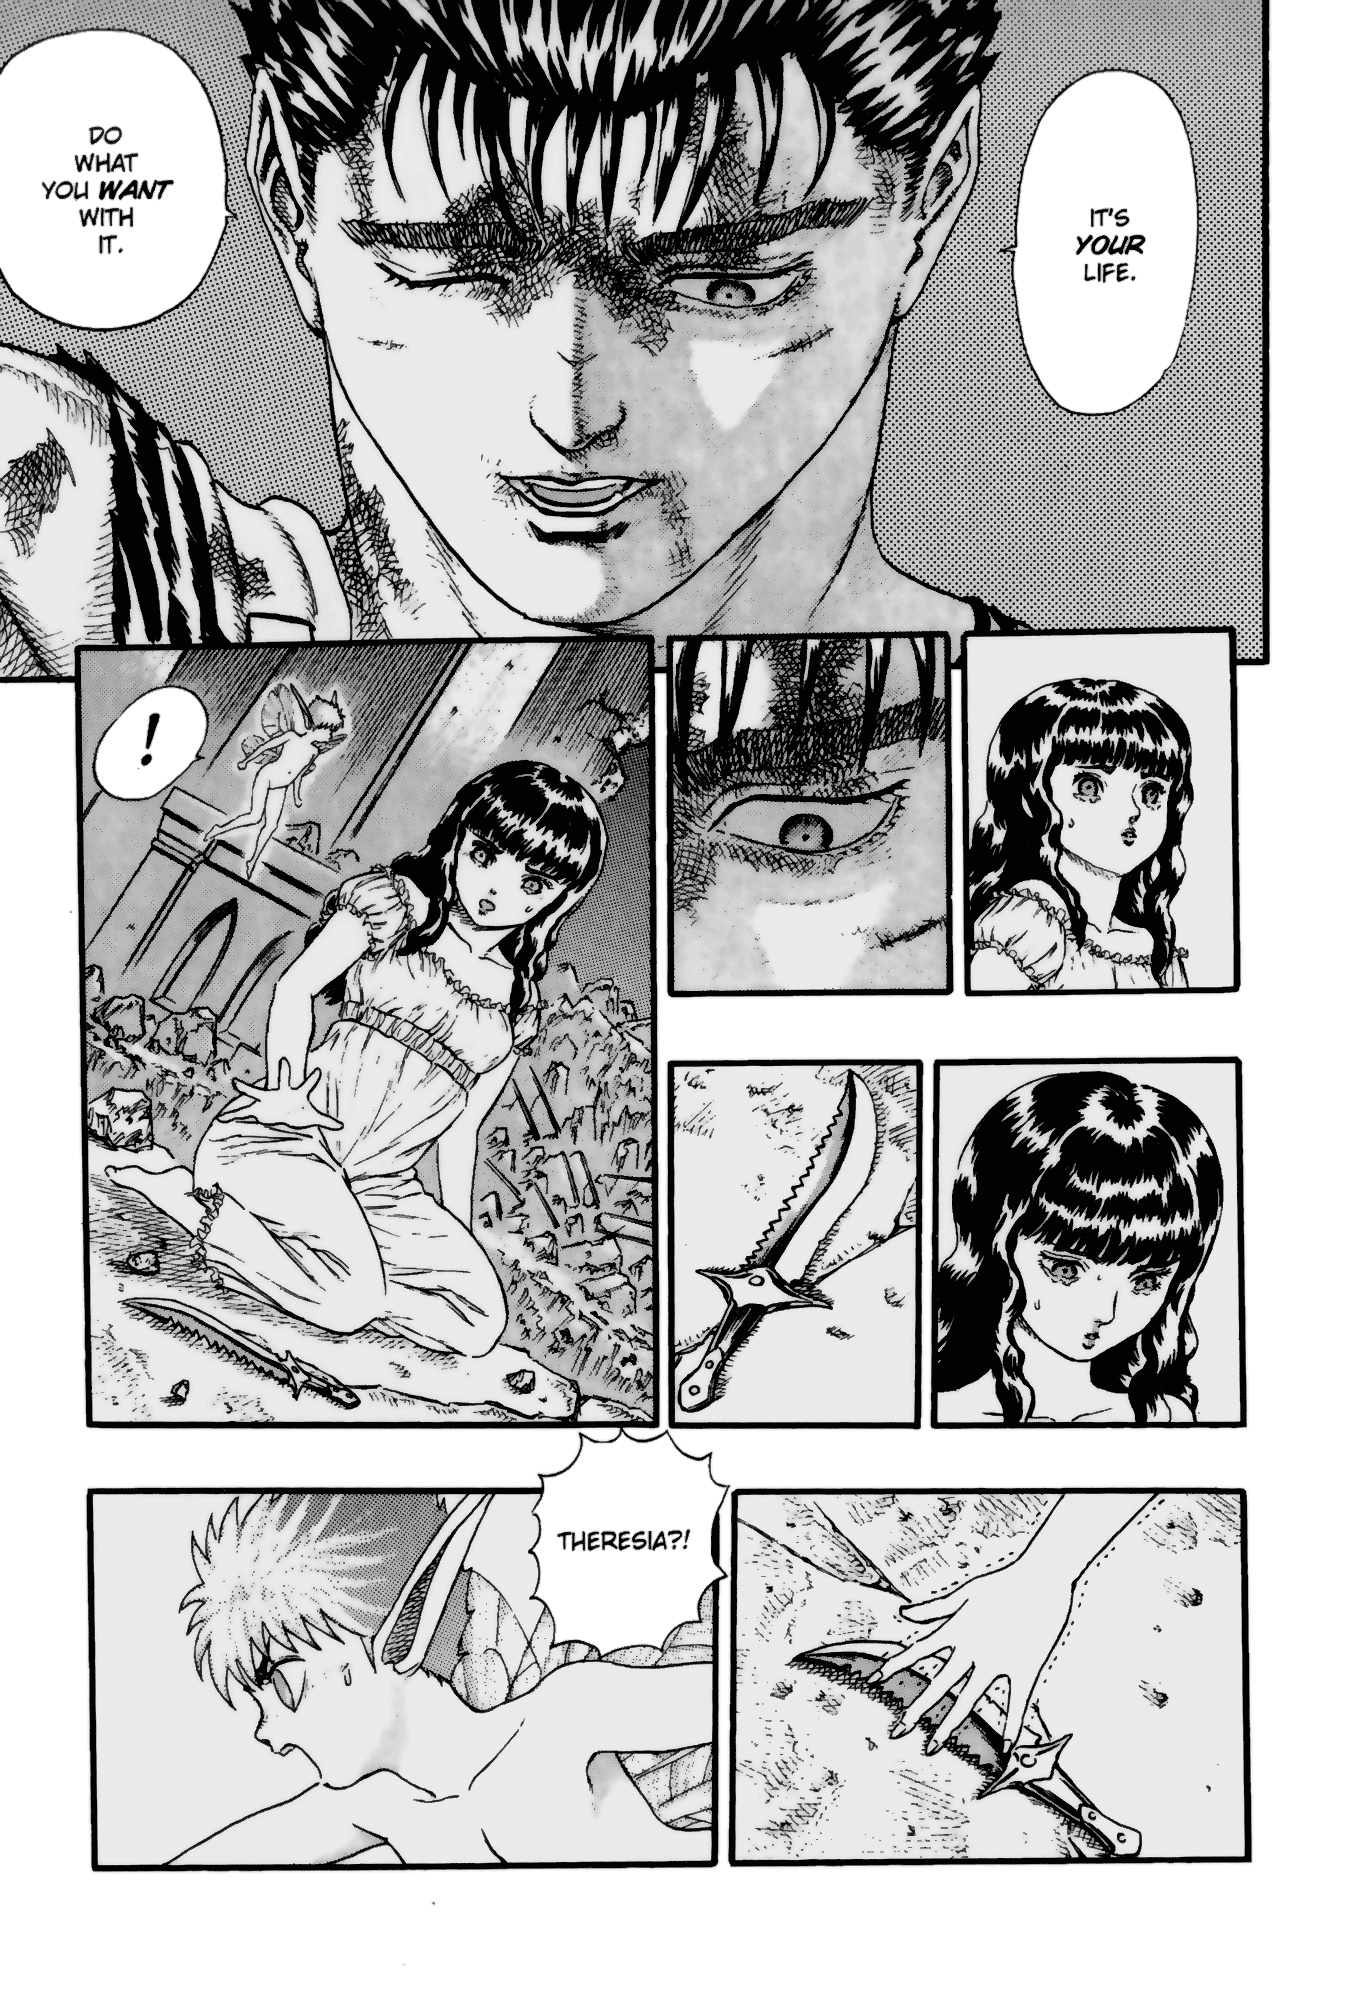 IT'S
YOUR
LIFE.
DO
WHAT
YOU WANT
WITH
IT.
!
THERESIA?!